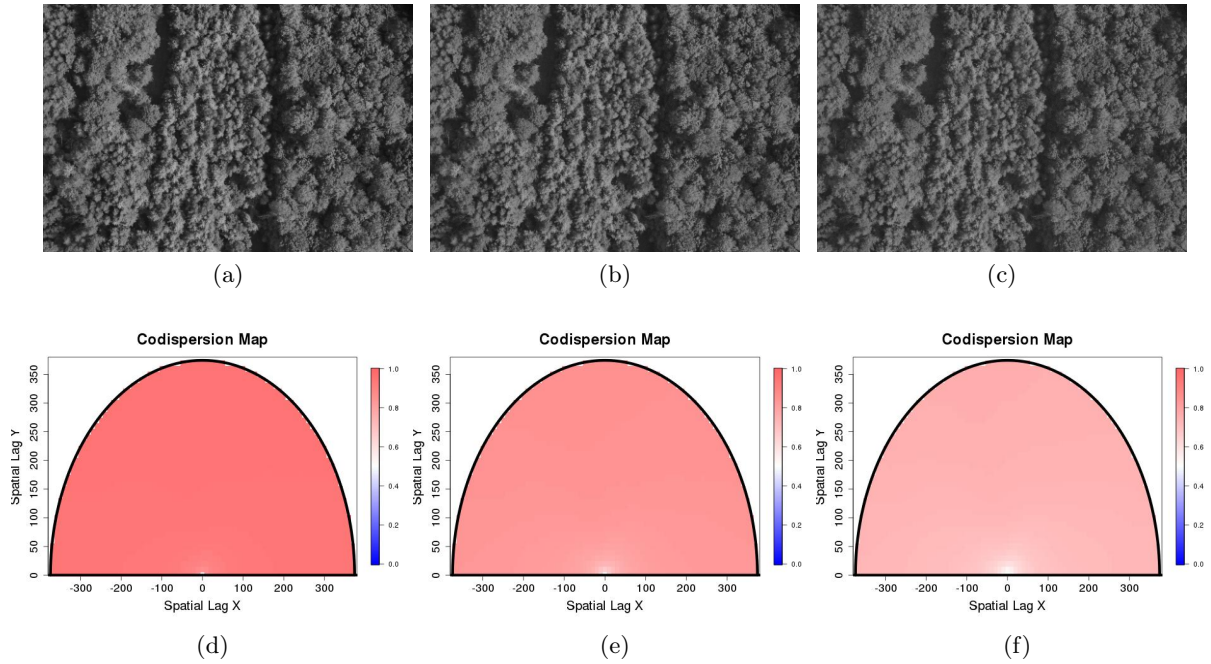 (a) (b) (c)
Codispersion Map Codispersion Map Codispersion Map
Spatial Lag Y Spatial Lag Y Spatial Lag Y
350 300 250 200 150 100 50 0
350 300 250 200 150 100 50 0
350 300 250 200 150 100 50 0
1.0 0.8 0.6 0.4 0.2 0.0
1.0 0.8 0.6 0.4 0.2 0.0
1.0 0.8 0.6 0.4 0.2 0.0
-300 -200 -100 0 100 200 300
-300 -200 -100 0 100 200 300
-300 -200 -100 0 100 200 300
Spatial Lag X Spatial Lag X Spatial Lag X
(d) (e) (f)